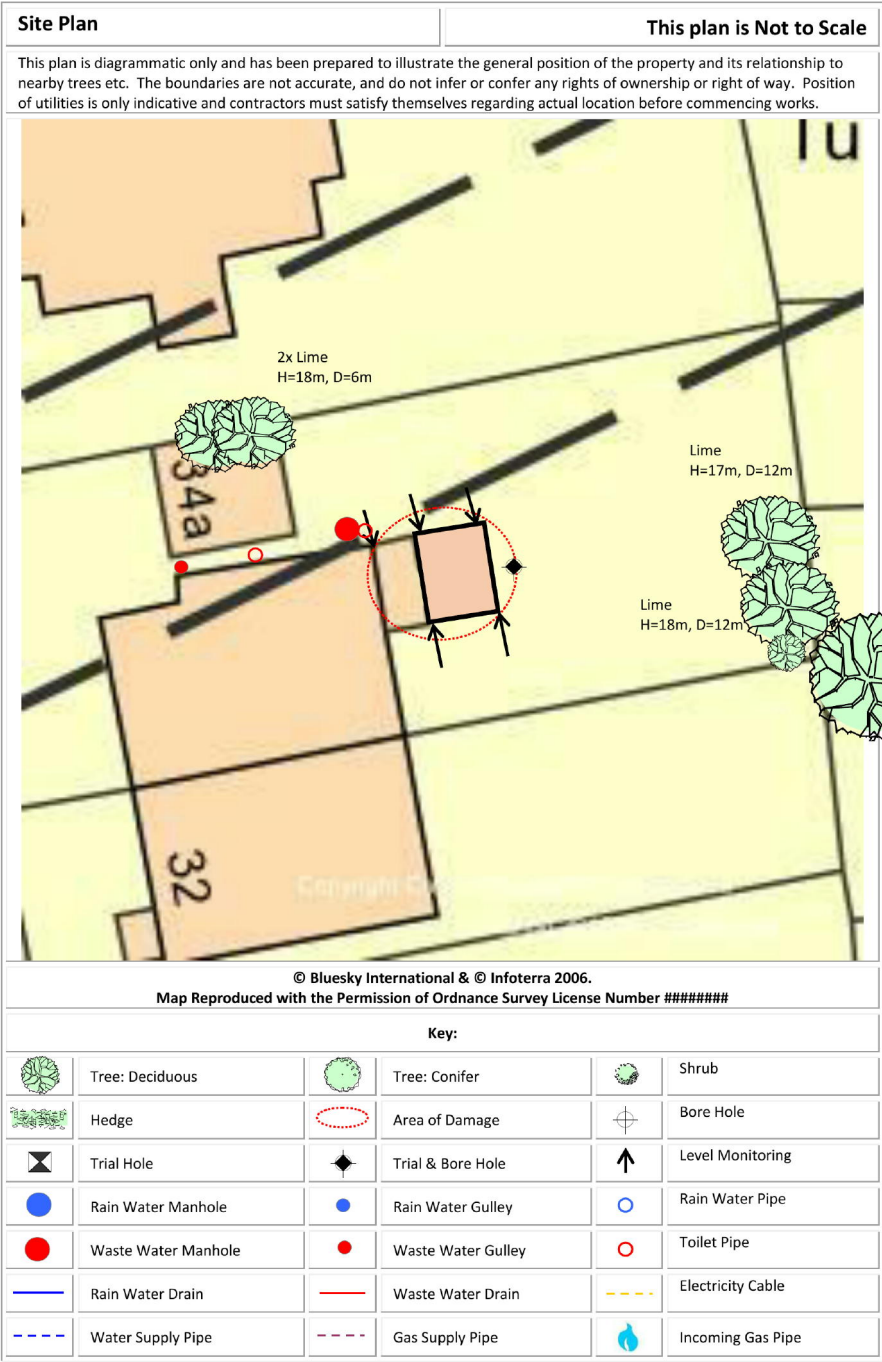 Site Plan
This plan is Not to Scale
This plan is diagrammatic only and has been prepared to illustrate the general position of the property and its relationship to
nearby trees etc. The boundaries are not accurate, and do not infer or confer any rights of ownership or right of way. Position
of utilities is only indicative and contractors must satisfy themselves regarding actual location before commencing works.
Tu
2x Lime
H=18m, D=6m
34a
Lime
H=17m, D=12m
Lime
H=18m, D=12m
32
Copyright
© Bluesky International & © Infoterra 2006.
Map Reproduced with the Permission of Ordnance Survey License Number ########
Key:
Tree: Deciduous
Tree: Conifer
Shrub
Hedge
Area of Damage
Bore Hole
Trial Hole
Trial & Bore Hole
Level Monitoring
Rain Water Manhole
Rain Water Gulley
Rain Water Pipe
Waste Water Manhole
Waste Water Gulley
Toilet Pipe
Rain Water Drain
Waste Water Drain
Electricity Cable
Water Supply Pipe
Gas Supply Pipe
Incoming Gas Pipe